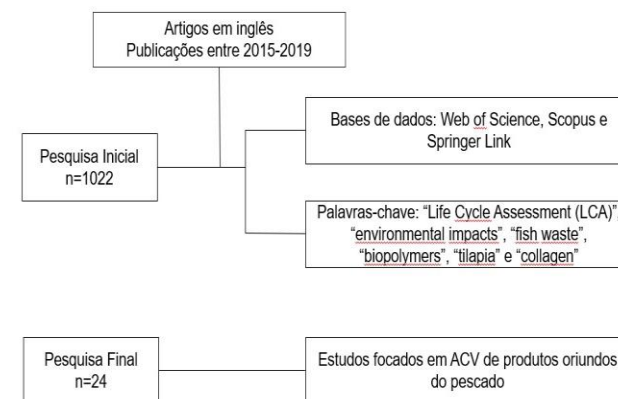 Artigos em inglês
Publicações entre 2015-2019
Bases de dados: Web of Science, Scopus e
Springer Link
Pesquisa Inicial
n=1022
Palavras-chave: “Life Cycle Assessment (LCA)”,
“environmental impacts”, “fish waste”,
“biopolymers”, “tilapia” e “collagen”
Pesquisa Final
n=24
Estudos focados em ACV de produtos oriundos
do pescado